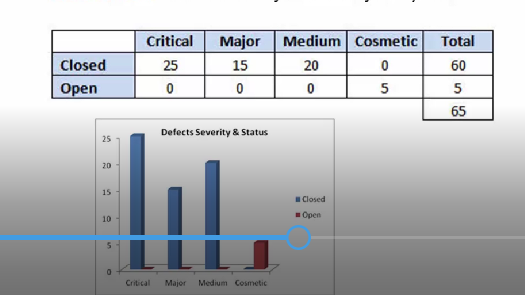 Critical Major Medium Cosmetic Total
Closed 25 15 20 0 60
Open 0 0 0 5 5
65
Defects Severity & Status
25
20
15
10
5
0
Closed
Open
Critical Major Medium Cosmetic